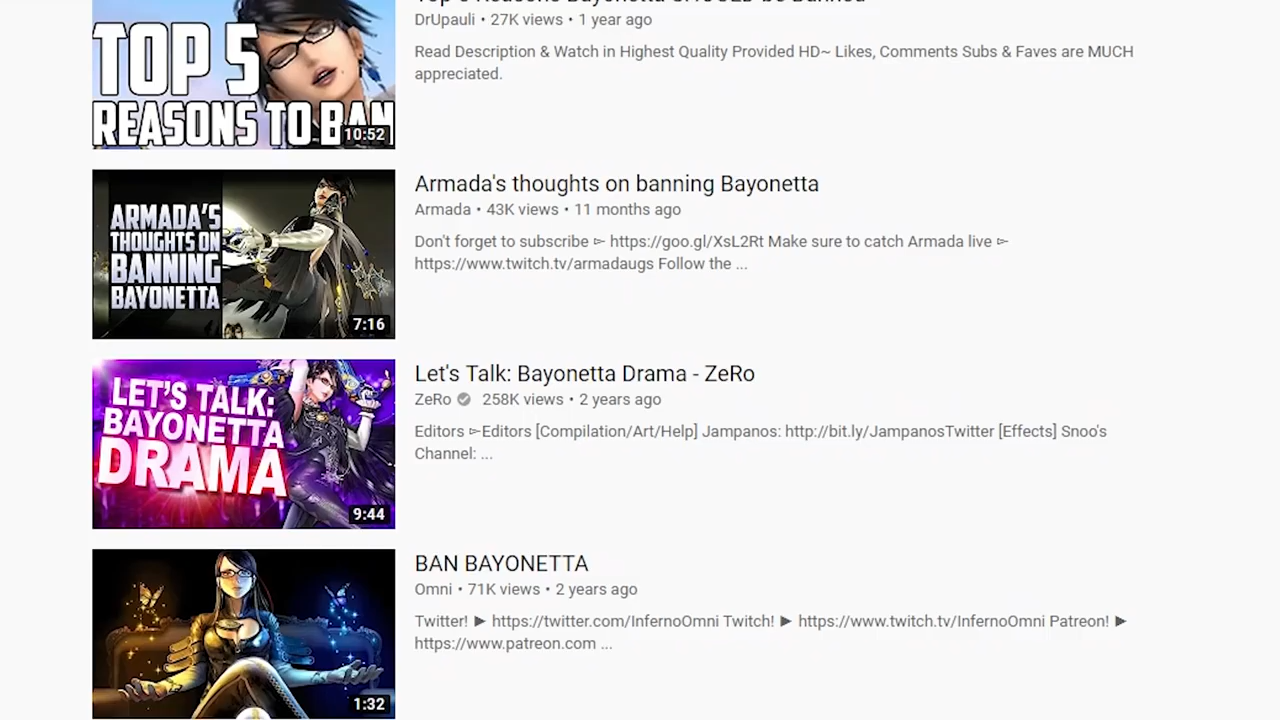 TOP 5
REASONS TO BAN
10:52
DrUpauli • 27K views • 1 year ago
Read Description & Watch in Highest Quality Provided HD~ Likes, Comments Subs & Faves are MUCH
appreciated.
ARMADA'S
THOUGHTS ON
BANNING
BAYONETTA
7:16
Armada's thoughts on banning Bayonetta
Armada • 43K views • 11 months ago
Don't forget to subscribe ▻ https://goo.gl/XsL2Rt Make sure to catch Armada live ▻
https://www.twitch.tv/armadaugs Follow the ...
LET'S TALK:
BAYONETTA
DRAMA
9:44
Let's Talk: Bayonetta Drama - ZeRo
ZeRo 258K views • 2 years ago
Editors ▻Editors [Compilation/Art/Help] Jampanos: http://bit.ly/JampanosTwitter [Effects] Snoo's
Channel: ...
1:32
BAN BAYONETTA
Omni • 71K views • 2 years ago
Twitter! ► https://twitter.com/InfernoOmni Twitch! ► https://www.twitch.tv/InfernoOmni Patreon! ►
https://www.patreon.com ...